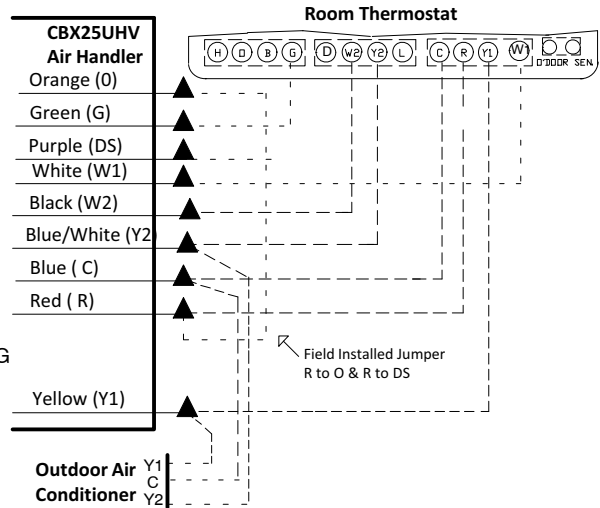 Room Thermostat
CBX25UHV
Air Handler
H O B G D W2 Y2 L C R Y1 W1
O'DOOR SEN.
Orange (0)
Green (G)
Purple (DS)
White (W1)
Black (W2)
Blue/White (Y2)
Blue ( C)
Red ( R)
G
Field Installed Jumper
R to O & R to DS
Yellow (Y1)
Outdoor Air
Conditioner
Y1
C
Y2